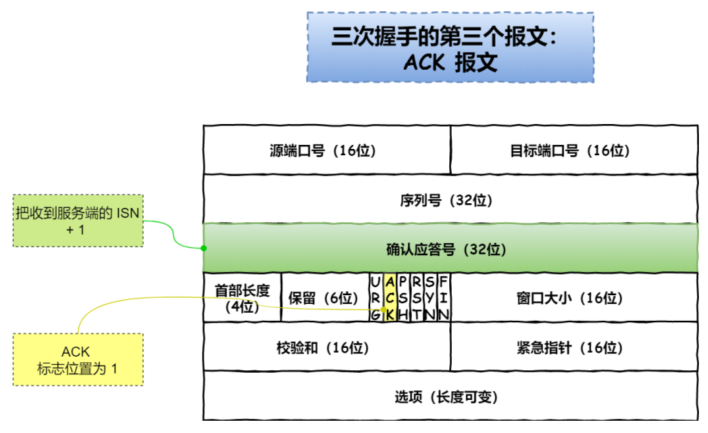 三次握手的第三个报文：
ACK 报文
源端口号（16位）
目标端口号（16位）
序列号（32位）
把收到服务端的 ISN
+ 1
确认应答号（32位）
首部长度
（4位）
保留（6位）
URG
ACK
PSH
RST
SYN
FIN
窗口大小（16位）
ACK
标志位置为 1
校验和（16位）
紧急指针（16位）
选项（长度可变）